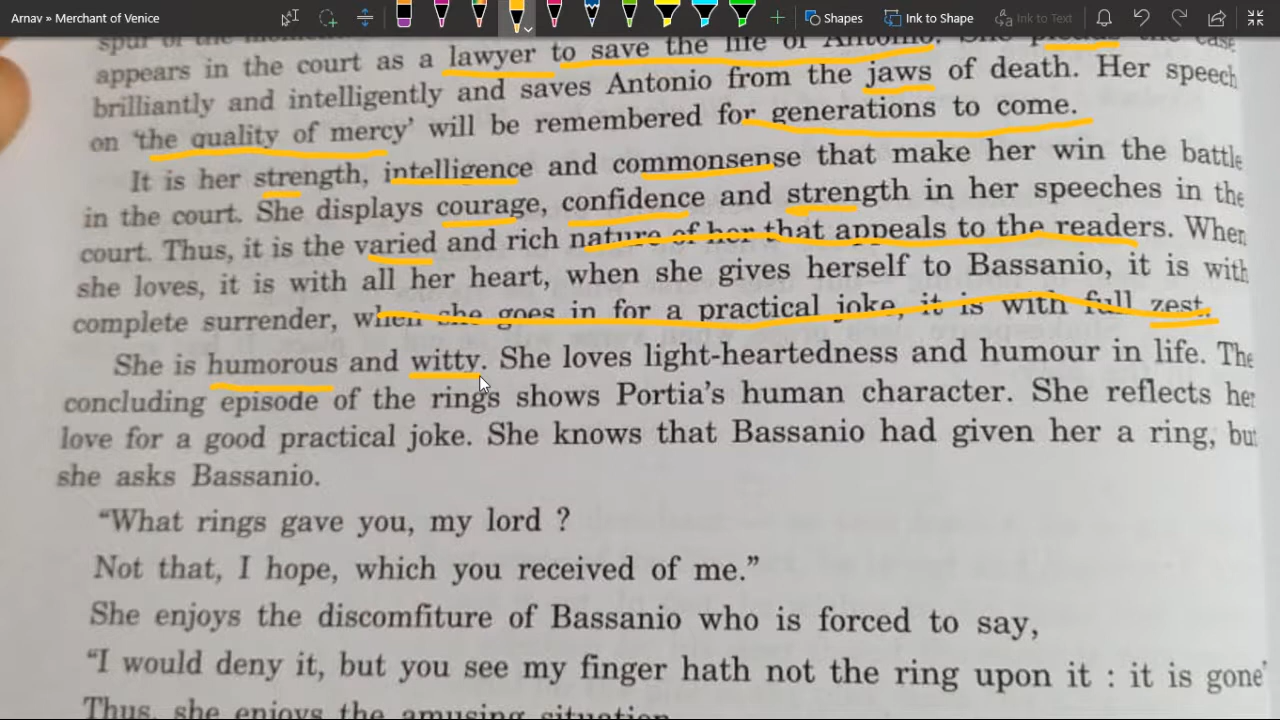 Arnav » Merchant of Venice
Shapes
Ink to Shape
Ink to Text
spur of the
appears in the court as a lawyer to save the life of Antonio. She pleads the case
brilliantly and intelligently and saves Antonio from the jaws of death. Her speech
on 'the quality of mercy' will be remembered for generations to come.
It is her strength, intelligence and commonsense that make her win the battle
in the court. She displays courage, confidence and strength in her speeches in the
court. Thus, it is the varied and rich nature of her that appeals to the readers. When
she loves, it is with all her heart, when she gives herself to Bassanio, it is with
complete surrender, when she goes in for a practical joke, it is with full zest.
She is humorous and witty. She loves light-heartedness and humour in life. The
concluding episode of the rings shows Portia's human character. She reflects her
love for a good practical joke. She knows that Bassanio had given her a ring, but
she asks Bassanio.
"What rings gave you, my lord ?
Not that, I hope, which you received of me."
She enjoys the discomfiture of Bassanio who is forced to say,
"I would deny it, but you see my finger hath not the ring upon it : it is gone"
Thus, she enjoys the amusing situation.